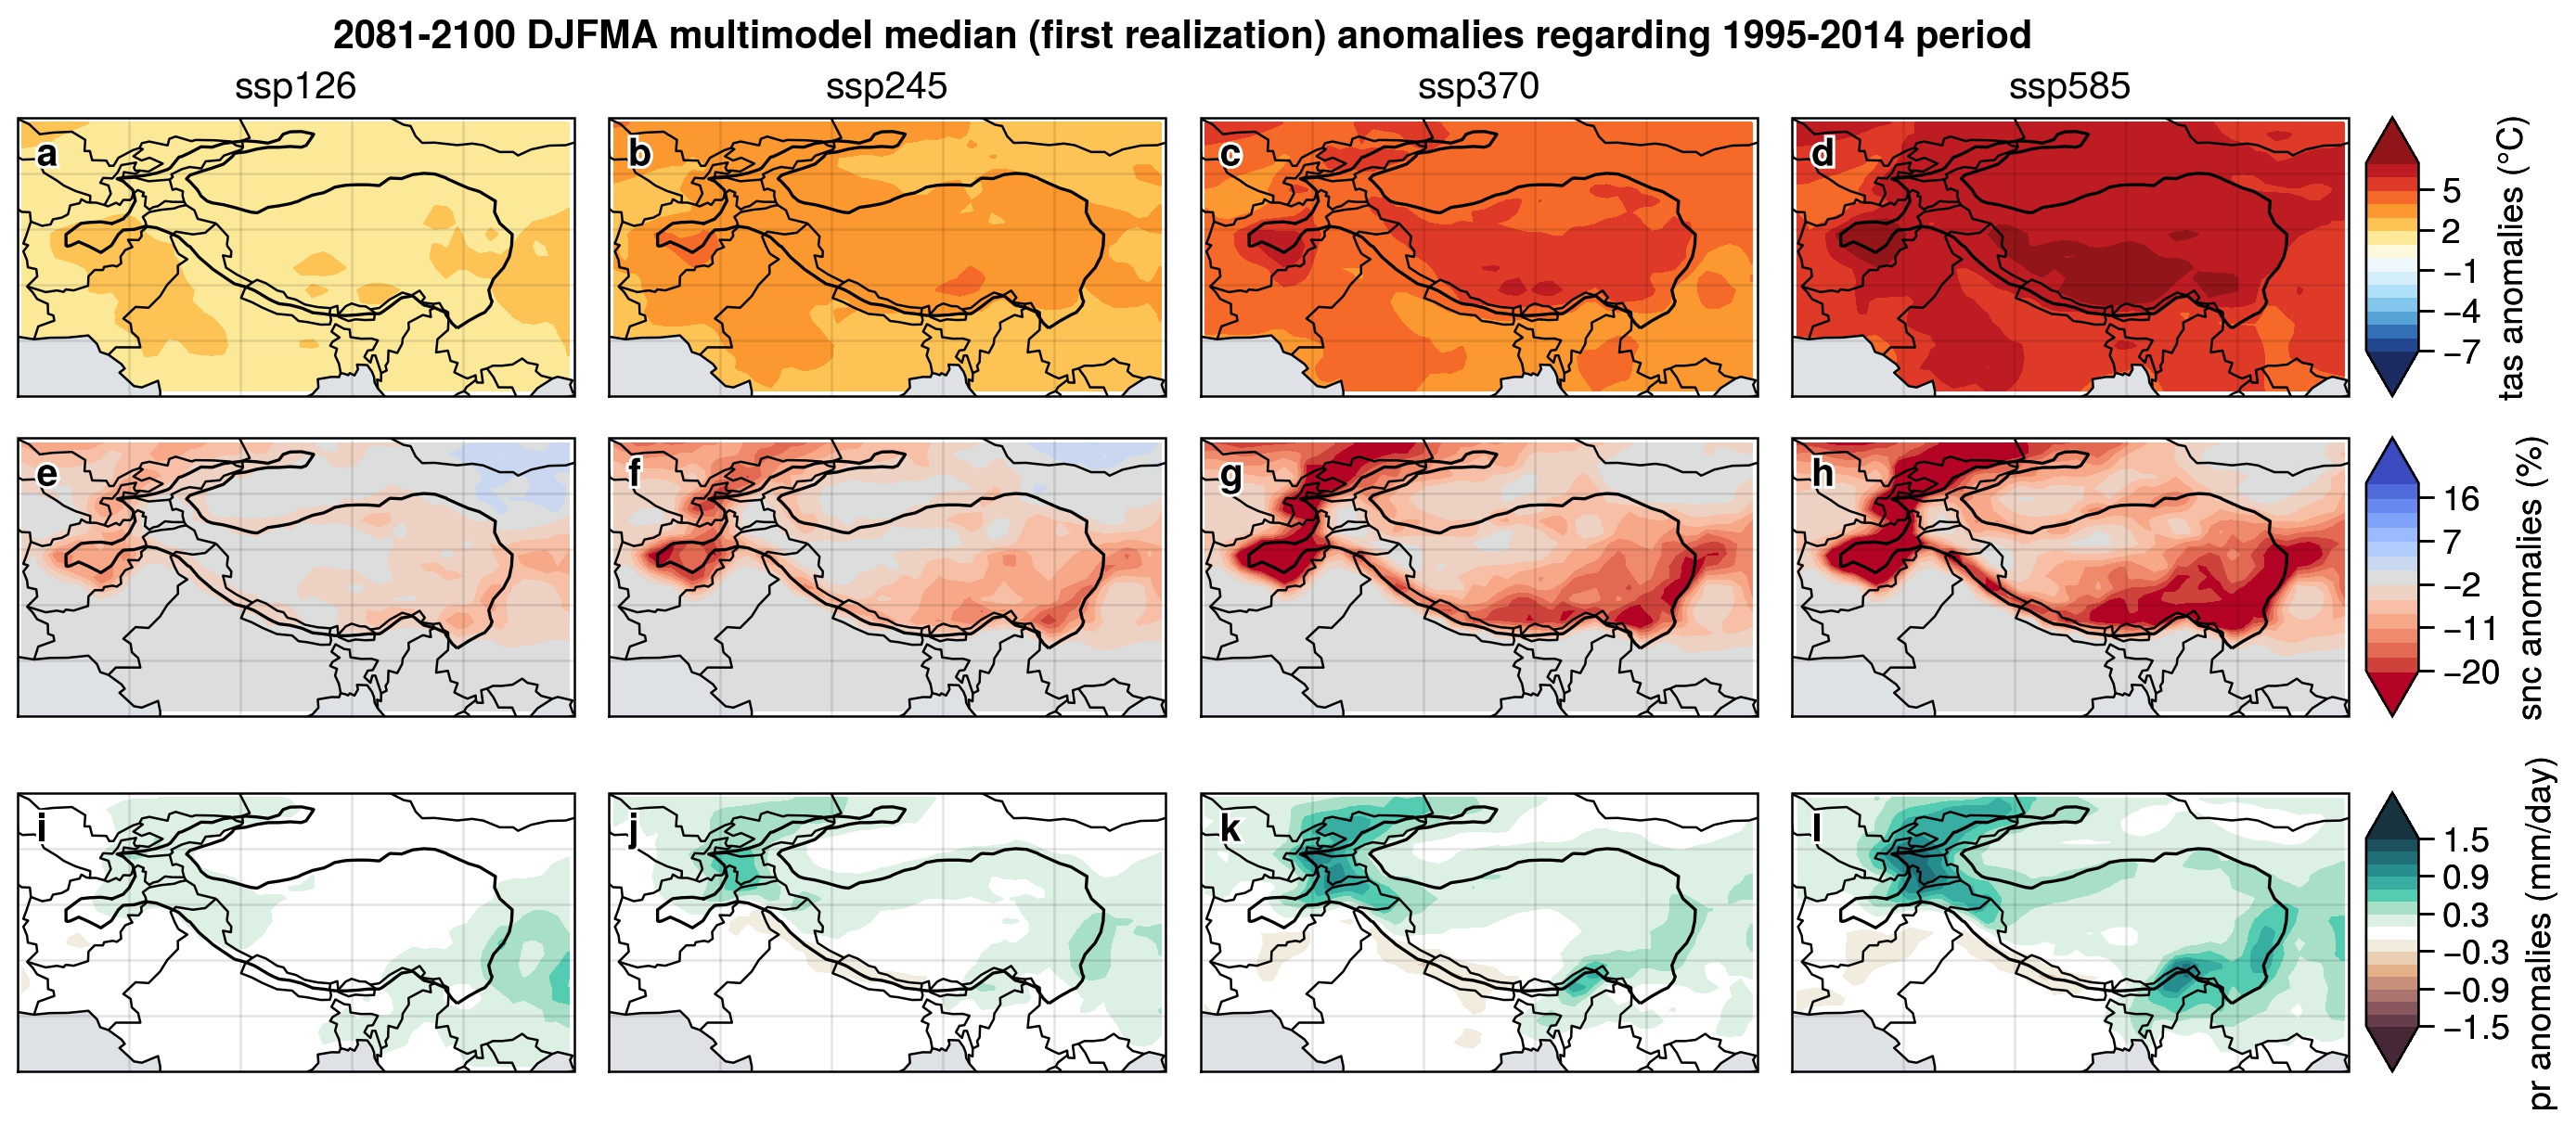 2081-2100 DJFMA multimodel median (first realization) anomalies regarding 1995-2014 period
ssp126 ssp245 ssp370 ssp585
a b c d
5
2
−1
−4
−7
tas anomalies (°C)
e f g h
16
7
−2
−11
−20
snc anomalies (%)
i j k l
1.5
0.9
0.3
−0.3
−0.9
−1.5
pr anomalies (mm/day)